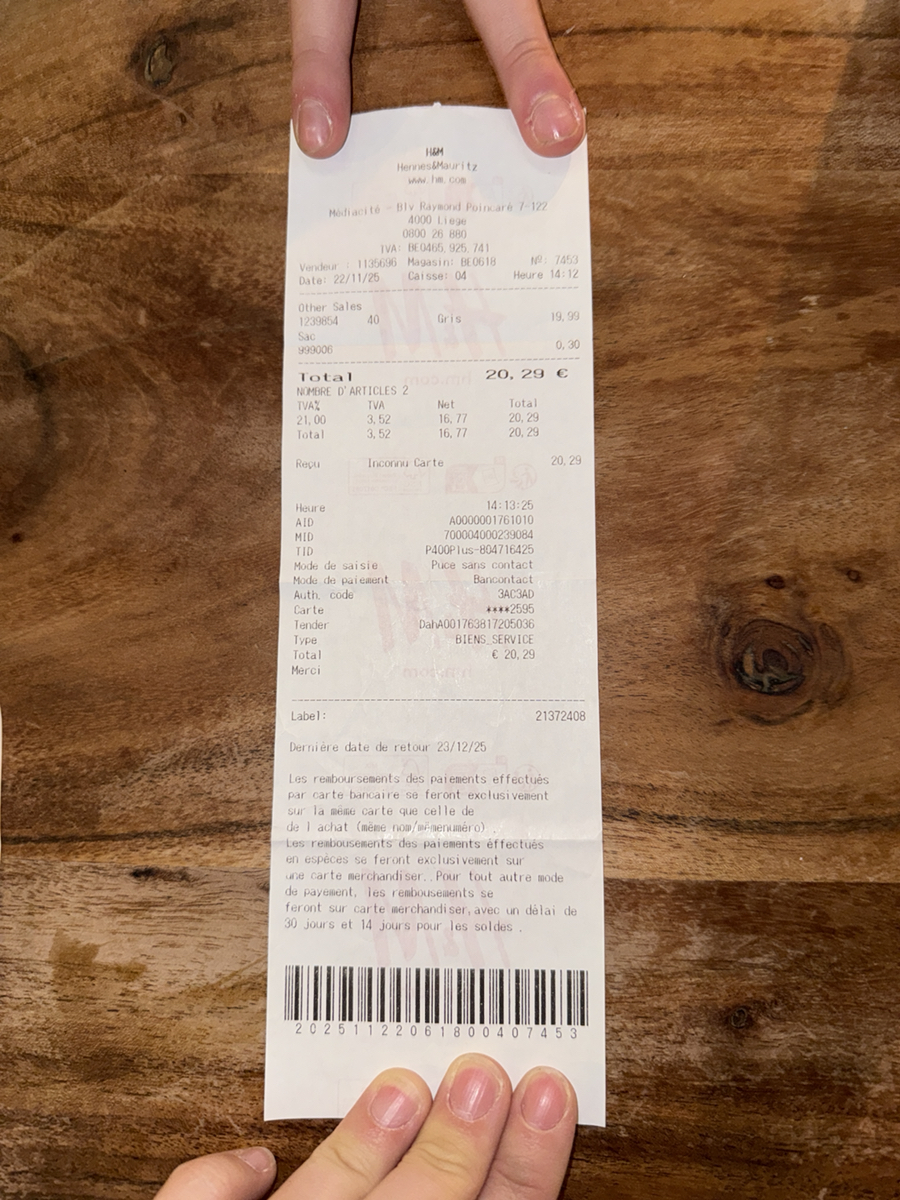 H&M
Hennes&Mauritz
www.hm.com
Médiacité - Blv Raymond Poincaré 7-122
4000 Liege
0800 26 880
TVA: BE0465.925.741
Vendeur : 1135696 Magasin: BE0618 Nº: 7453
Date: 22/11/25 Caisse: 04 Heure 14:12
Other Sales
1239854 40 Gris 19,99
Sac
999006 0,30
Total 20,29 €
NOMBRE D'ARTICLES 2
TVA% TVA Net Total
21,00 3,52 16,77 20,29
Total 3,52 16,77 20,29
Reçu Inconnu Carte 20,29
Heure 14:13:25
AID A0000001761010
MID 700004000239084
TID P400Plus-804716425
Mode de saisie Puce sans contact
Mode de paiement Bancontact
Auth. code 3AC3AD
Carte ****2595
Tender DahA001763817205036
Type BIENS_SERVICE
Total € 20,29
Merci
Label: 21372408
Dernière date de retour 23/12/25
Les remboursements des paiements effectués
par carte bancaire se feront exclusivement
sur la même carte que celle de
de l achat (même nom/mêmenuméro) .
Les rembousements des paiements éffectués
en espèces se feront exclusivement sur
une carte merchandiser..Pour tout autre mode
de payement, les rembousements se
feront sur carte merchandiser,avec un délai de
30 jours et 14 jours pour les soldes .
2025112206180040​7453